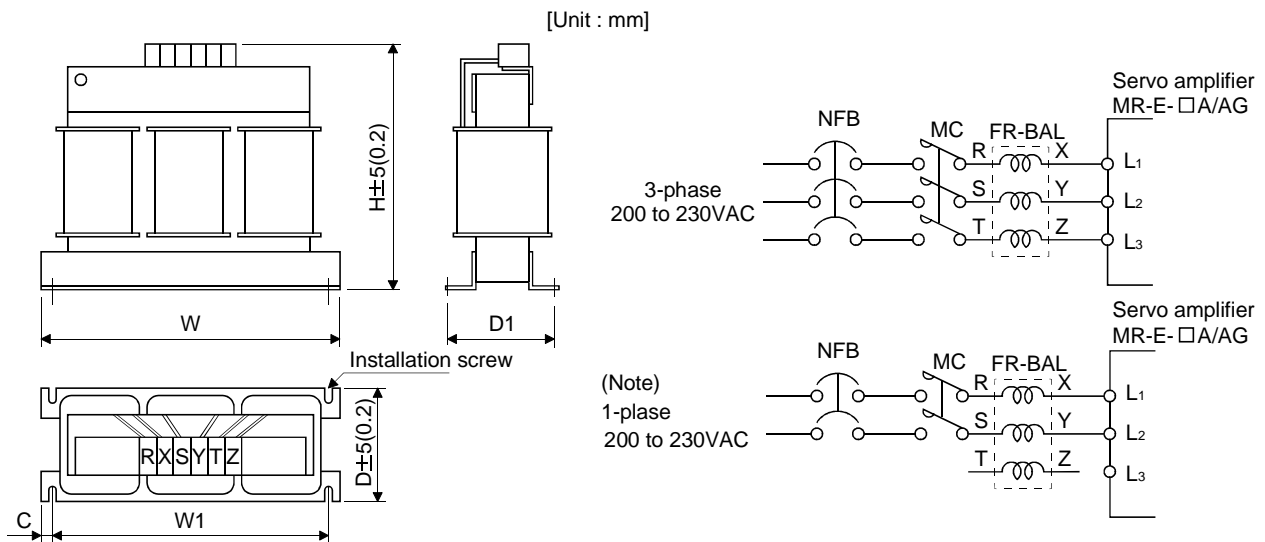 [Unit : mm]
H±5(0.2)
W
D1
Installation screw
RXSYTZ
D±5(0.2)
C
W1
Servo amplifier
MR-E-□A/AG
NFB
MC
FR-BAL
3-phase
200 to 230VAC
R
X
L1
S
Y
L2
T
Z
L3
Servo amplifier
MR-E-□A/AG
NFB
MC
FR-BAL
(Note)
1-plase
200 to 230VAC
R
X
L1
S
Y
L2
T
Z
L3